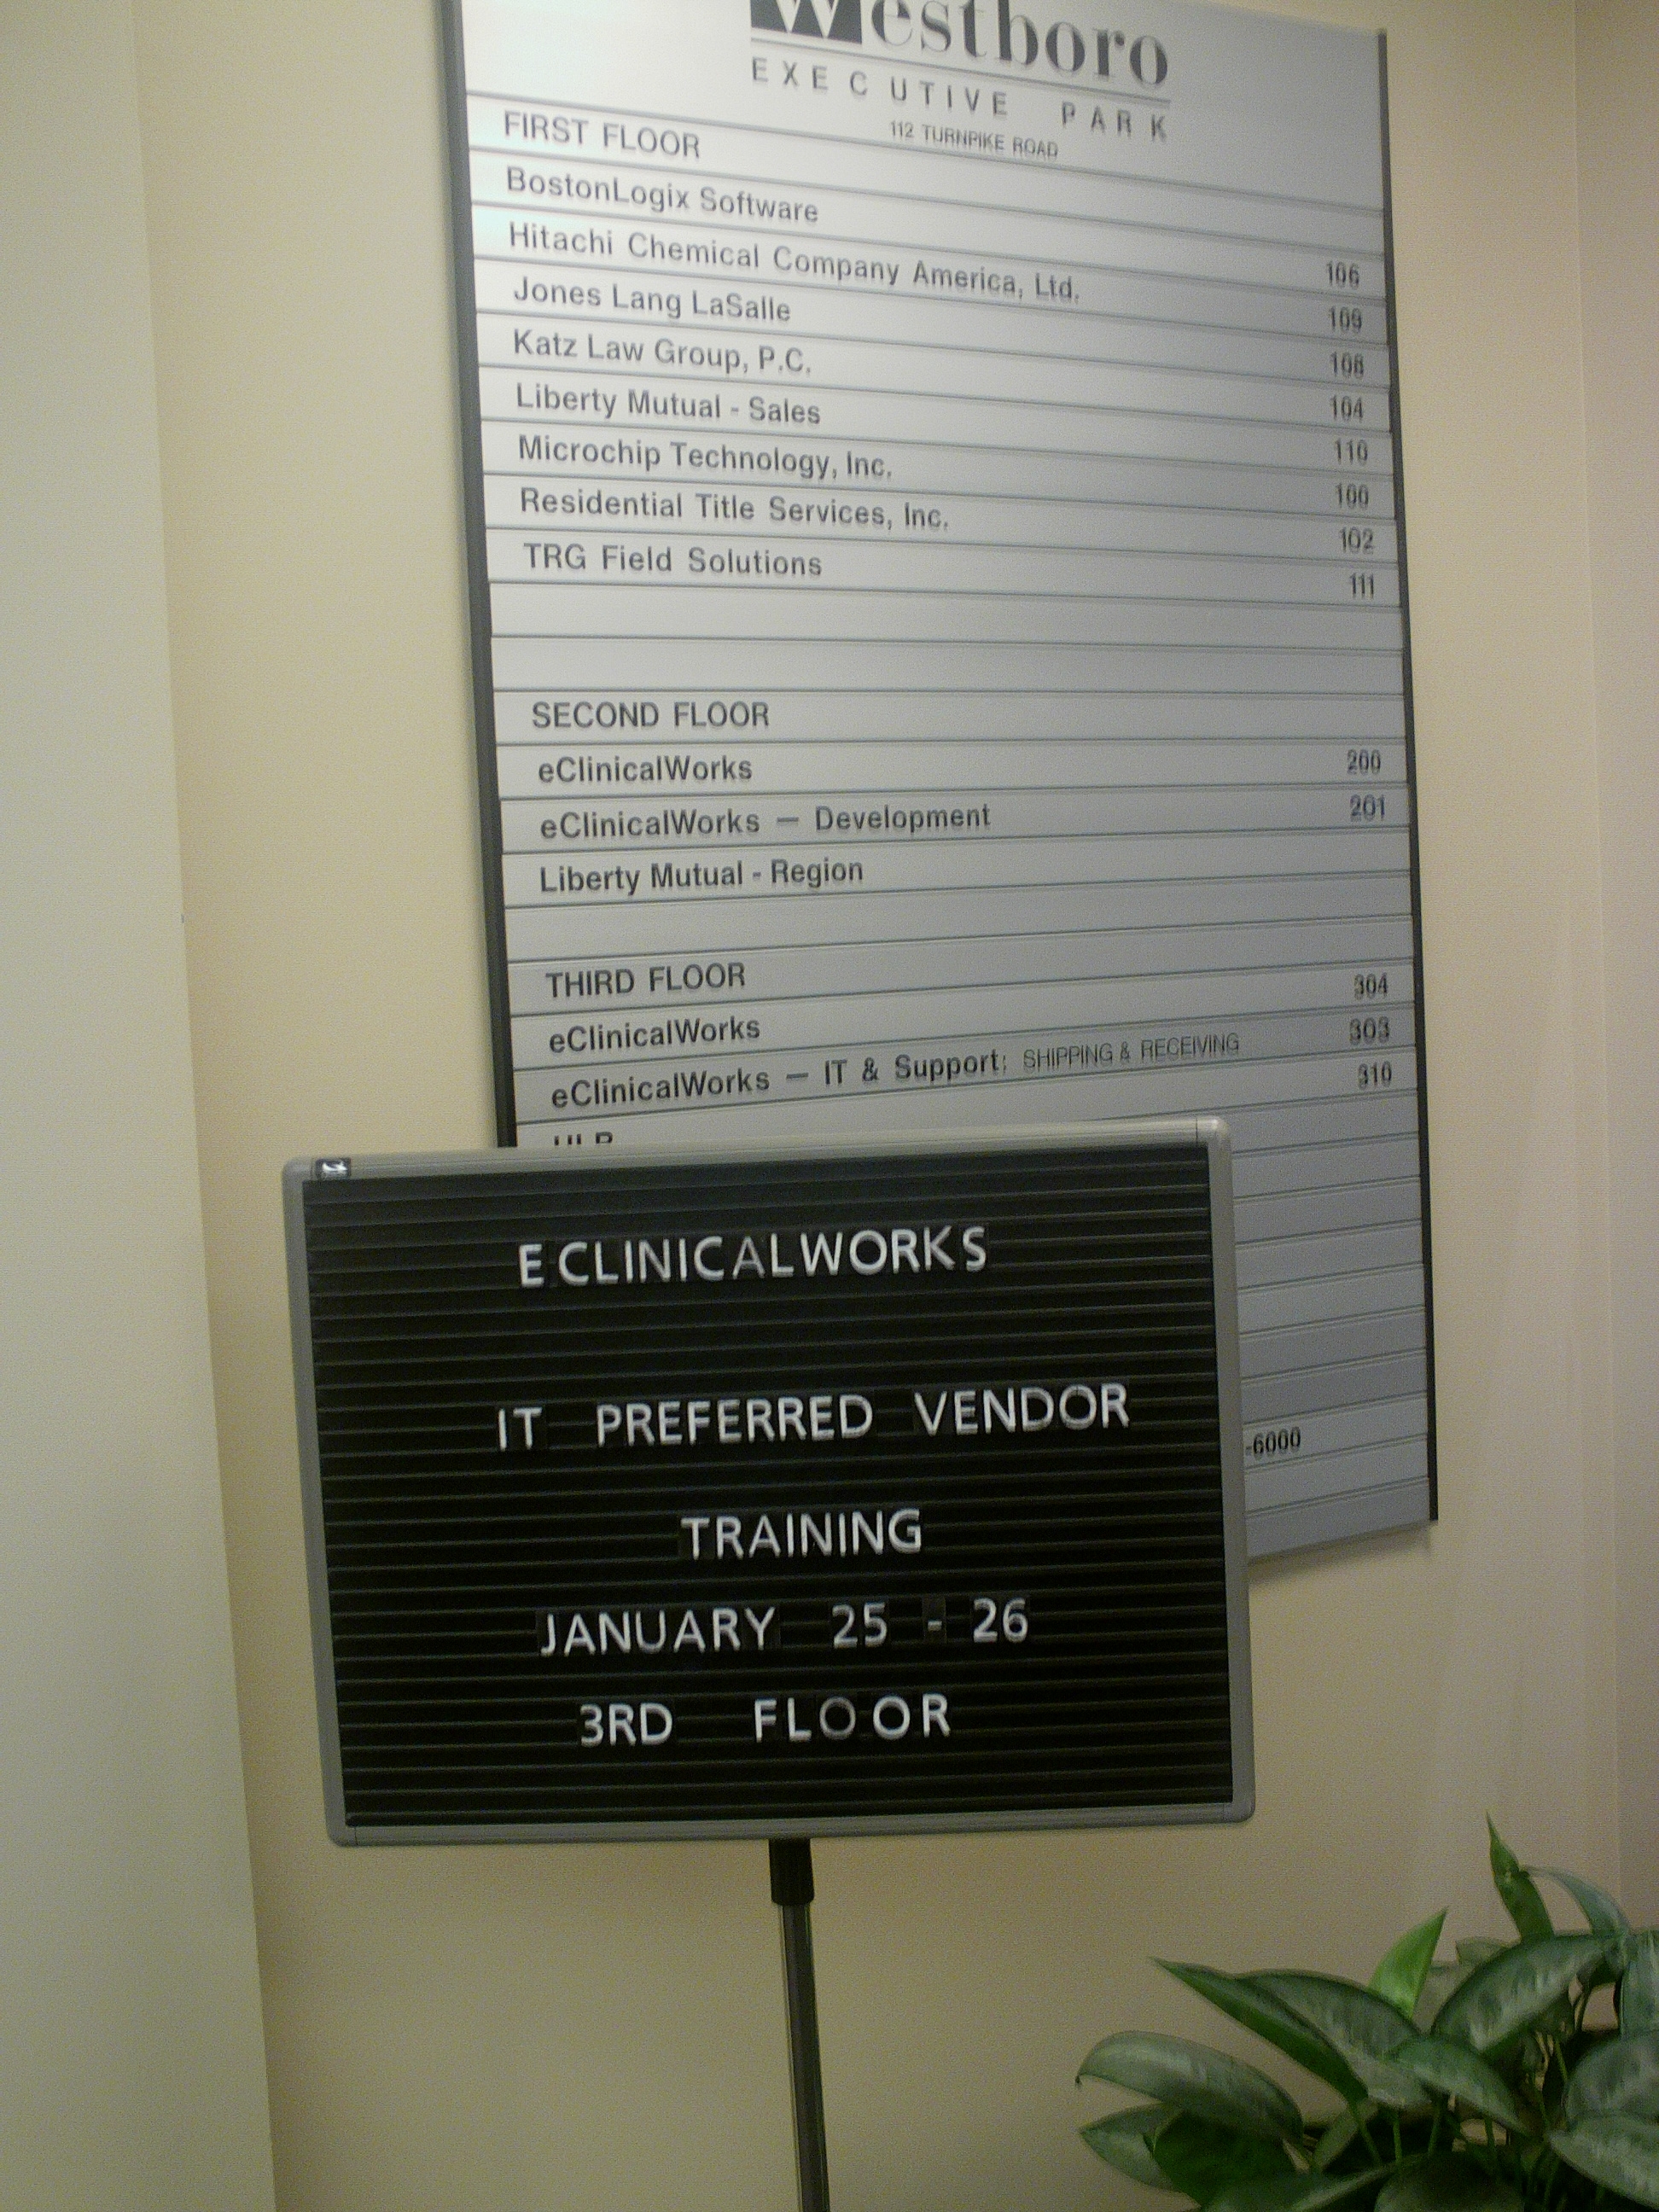 Westboro
EXECUTIVE PARK
112 TURNPIKE ROAD
FIRST FLOOR
BostonLogix Software 106
Hitachi Chemical Company America, Ltd. 109
Jones Lang LaSalle 108
Katz Law Group, P.C. 104
Liberty Mutual - Sales 110
Microchip Technology, Inc. 100
Residential Title Services, Inc. 102
TRG Field Solutions 111
SECOND FLOOR
eClinicalWorks 200
eClinicalWorks — Development 201
Liberty Mutual - Region
THIRD FLOOR
eClinicalWorks 304
eClinicalWorks — IT & Support; SHIPPING & RECEIVING 303
310
-6000
ECLINICALWORKS
IT PREFERRED VENDOR
TRAINING
JANUARY 25 - 26
3RD FLOOR